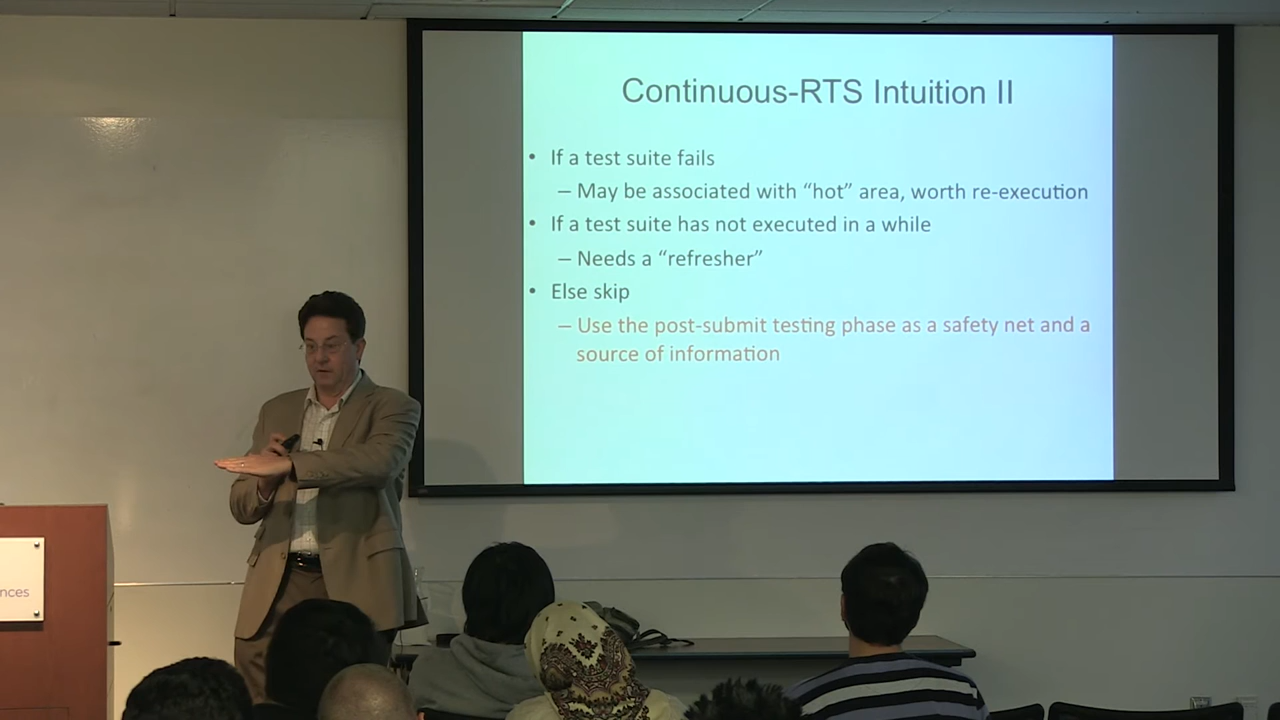 Continuous-RTS Intuition II
• If a test suite fails
– May be associated with “hot” area, worth re-execution
• If a test suite has not executed in a while
– Needs a “refresher”
• Else skip
– Use the post-submit testing phase as a safety net and a
source of information